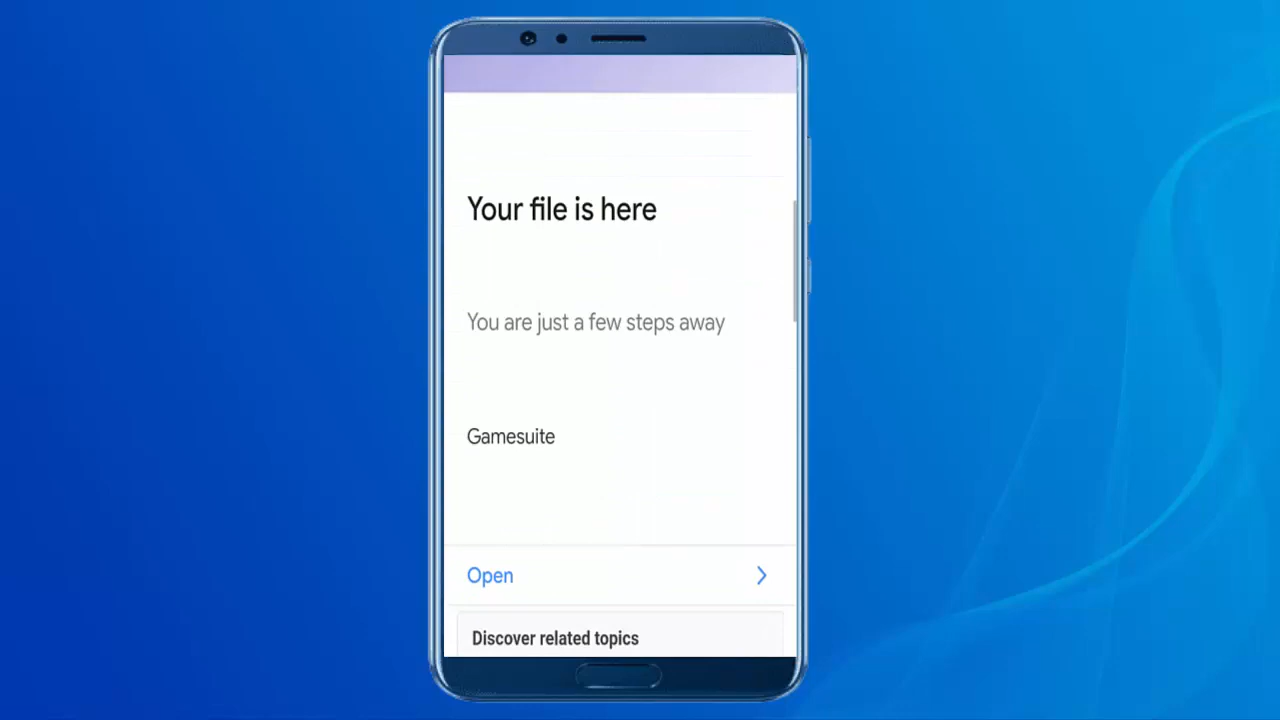 Your file is here
You are just a few steps away
Gamesuite
Open
Discover related topics